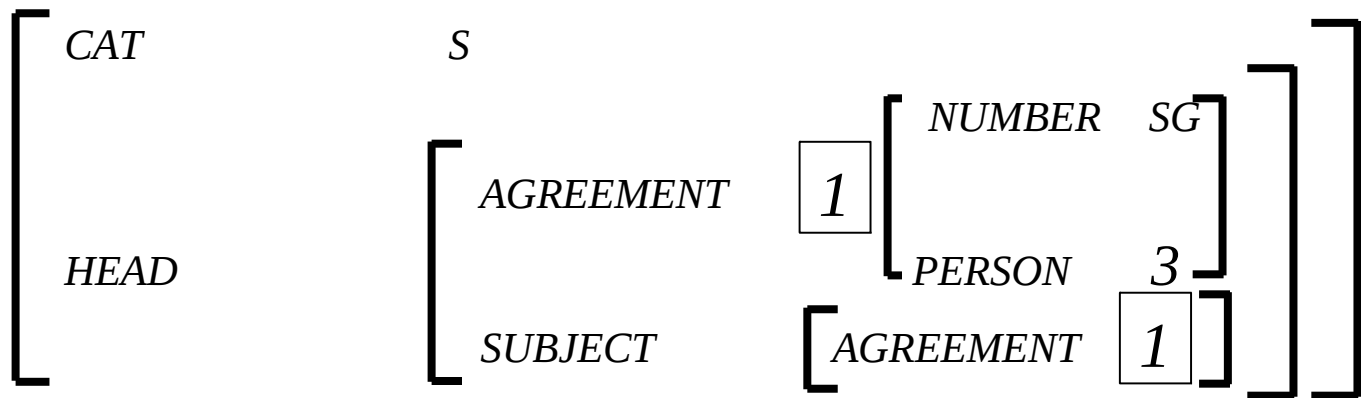 CAT S
NUMBER SG
AGREEMENT 1
HEAD PERSON 3
SUBJECT AGREEMENT 1